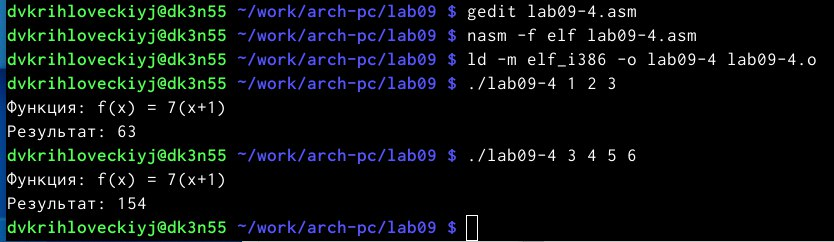 dvkrihloveckiyj@dk3n55 ~/work/arch-pc/lab09 $ gedit lab09-4.asm
dvkrihloveckiyj@dk3n55 ~/work/arch-pc/lab09 $ nasm -f elf lab09-4.asm
dvkrihloveckiyj@dk3n55 ~/work/arch-pc/lab09 $ ld -m elf_i386 -o lab09-4 lab09-4.o
dvkrihloveckiyj@dk3n55 ~/work/arch-pc/lab09 $ ./lab09-4 1 2 3
Функция: f(x) = 7(x+1)
Результат: 63
dvkrihloveckiyj@dk3n55 ~/work/arch-pc/lab09 $ ./lab09-4 3 4 5 6
Функция: f(x) = 7(x+1)
Результат: 154
dvkrihloveckiyj@dk3n55 ~/work/arch-pc/lab09 $